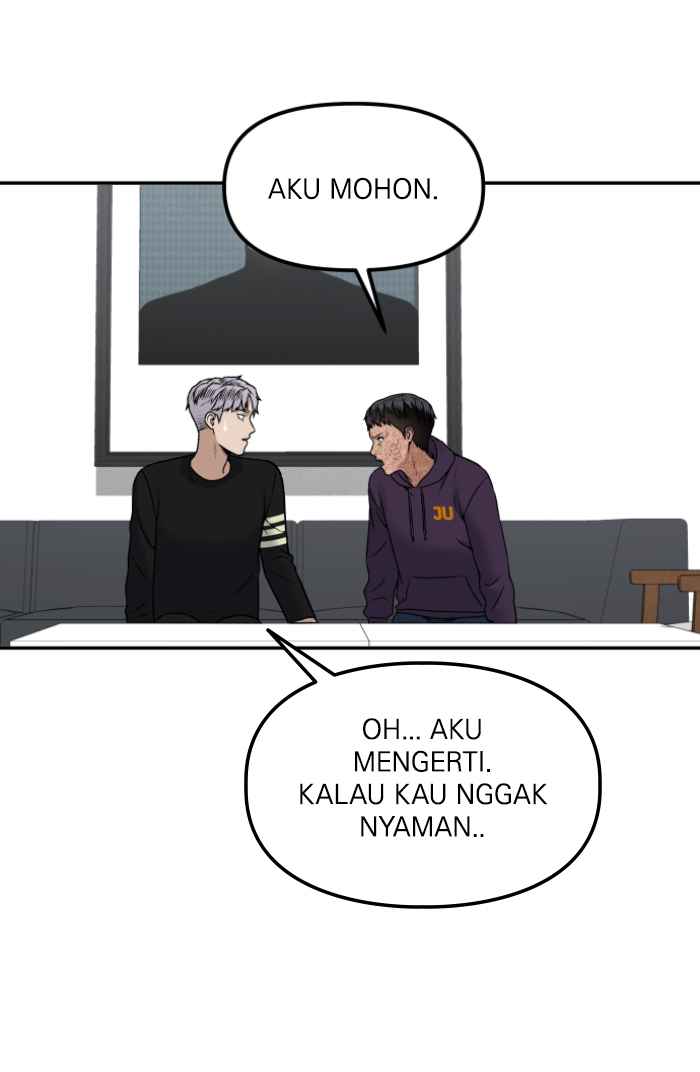 AKU MOHON.
JU
OH... AKU
MENGERTI.
KALAU KAU NGGAK
NYAMAN..